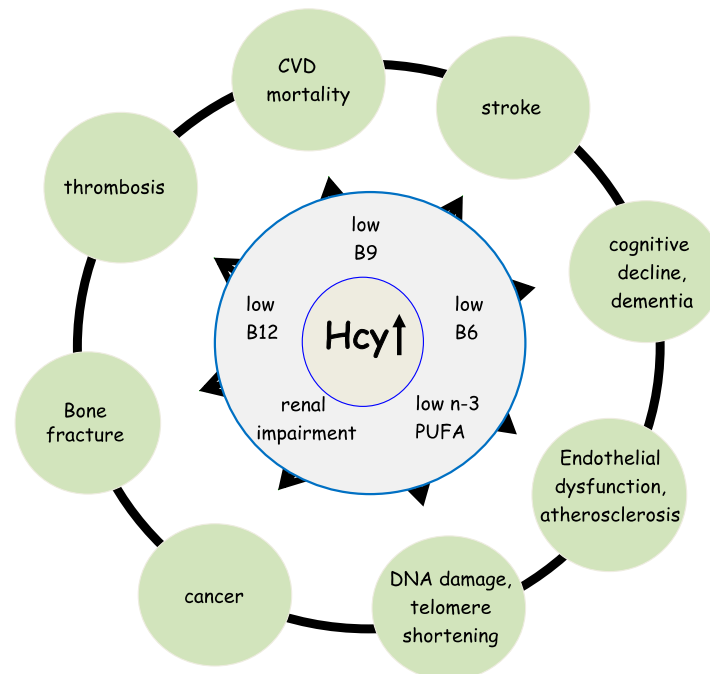 CVD
mortality
stroke
thrombosis
cognitive
decline,
dementia
low
B9
low
B12
low
B6
Hcy↑
renal
impairment
low n-3
PUFA
Bone
fracture
Endothelial
dysfunction,
atherosclerosis
cancer
DNA damage,
telomere
shortening